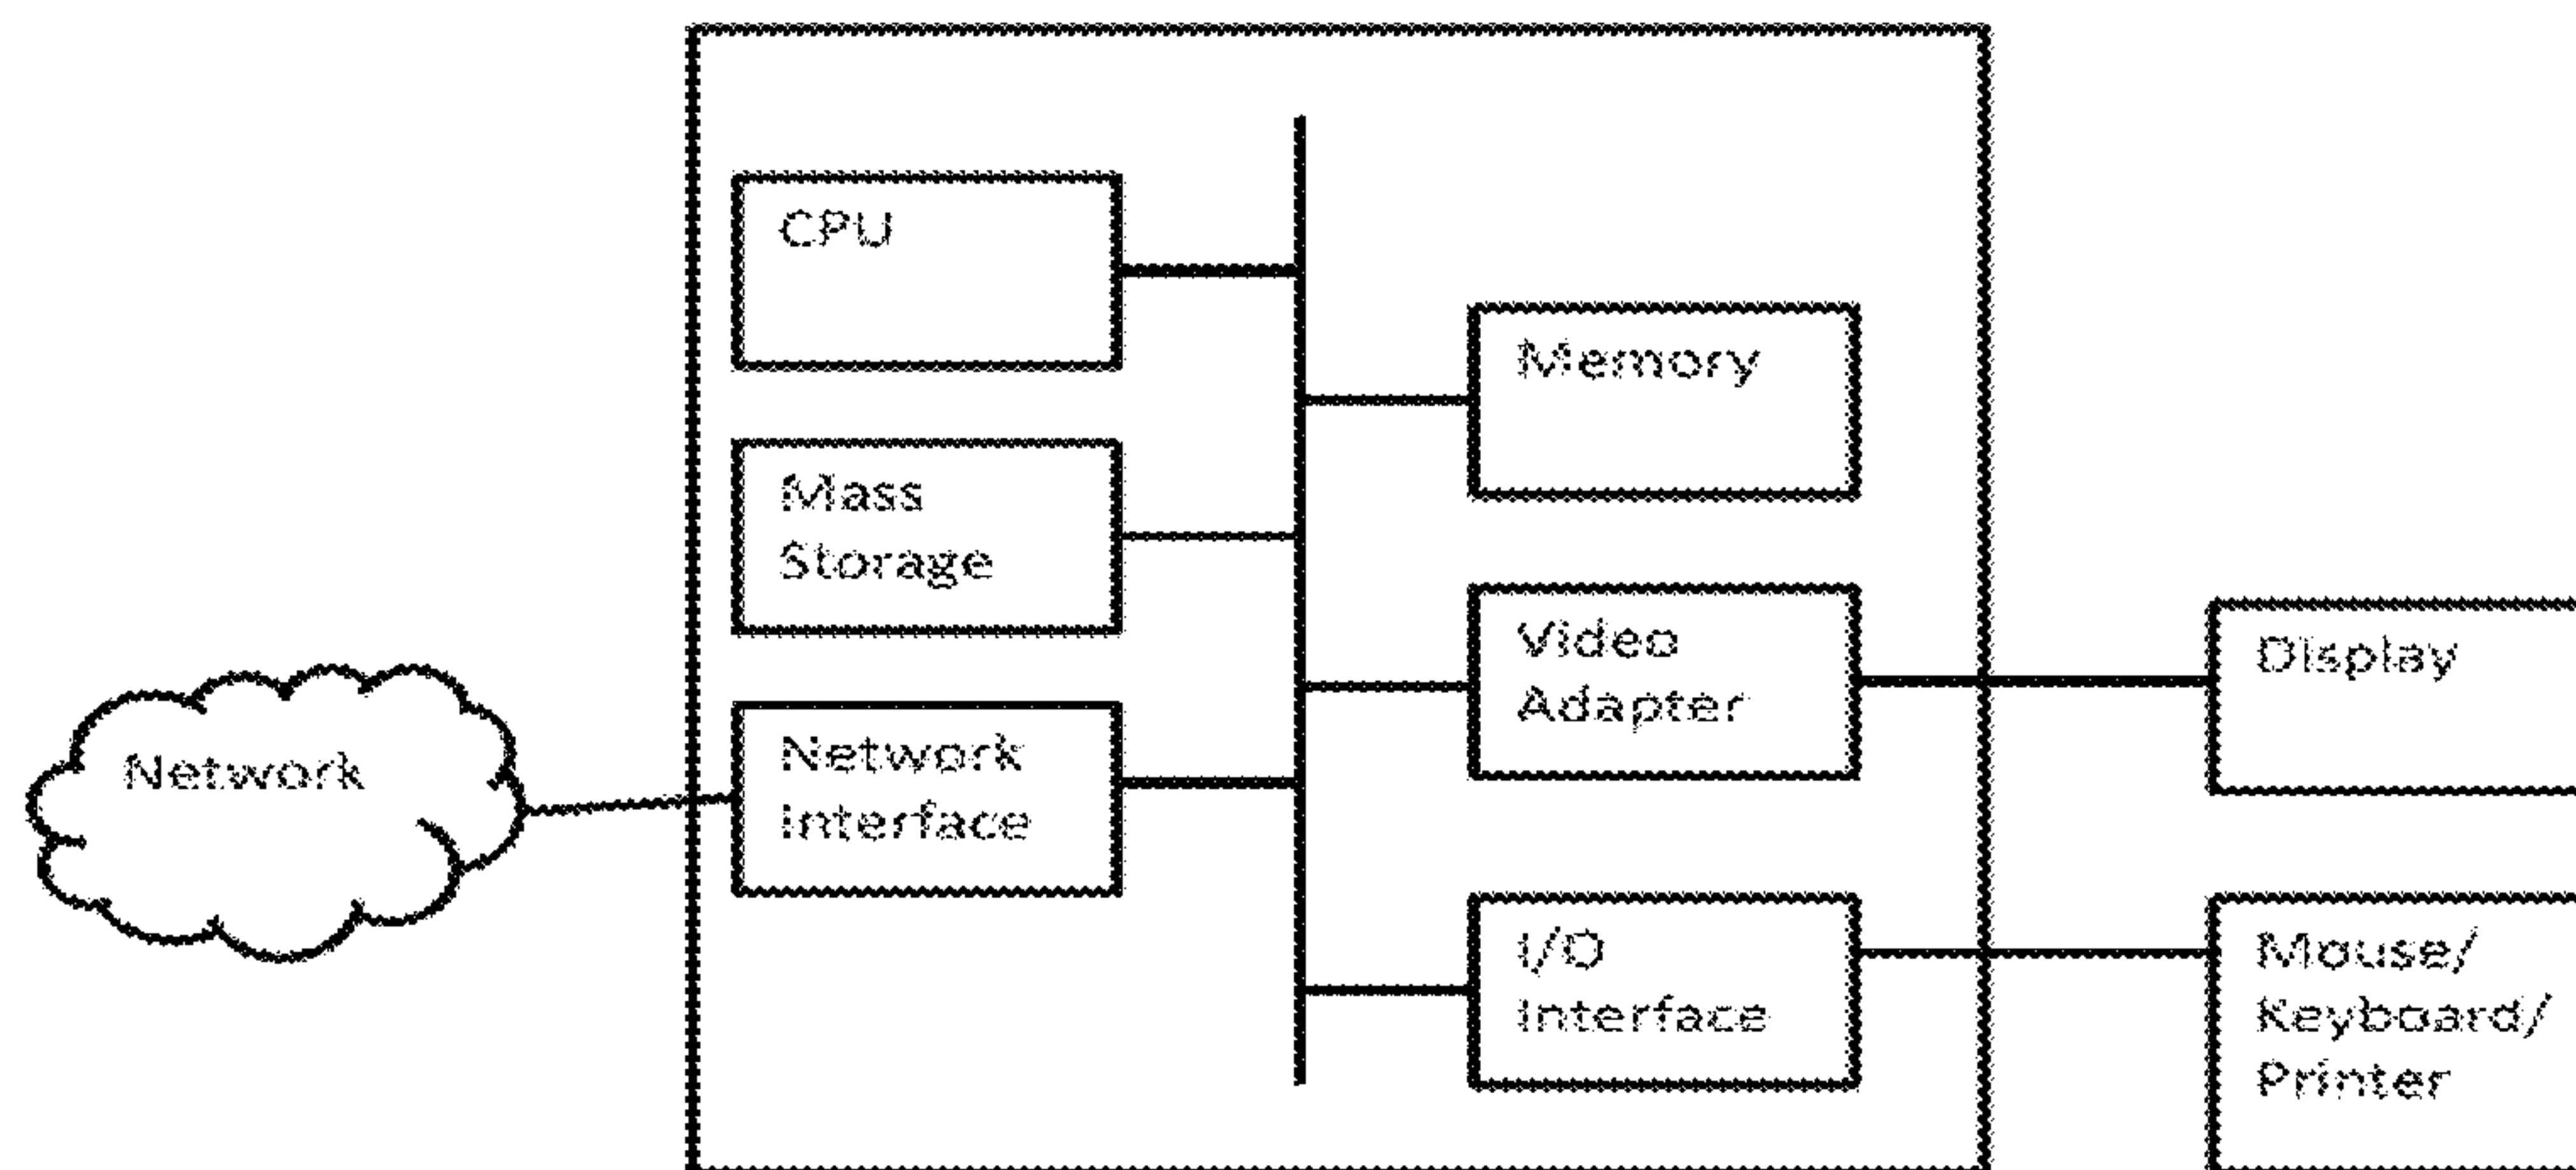 CPU
Memory
Mass
Storage
Video
Adapter
Display
Network
Network
Interface
I/O
Interface
Mouse/
Keyboard/
Printer